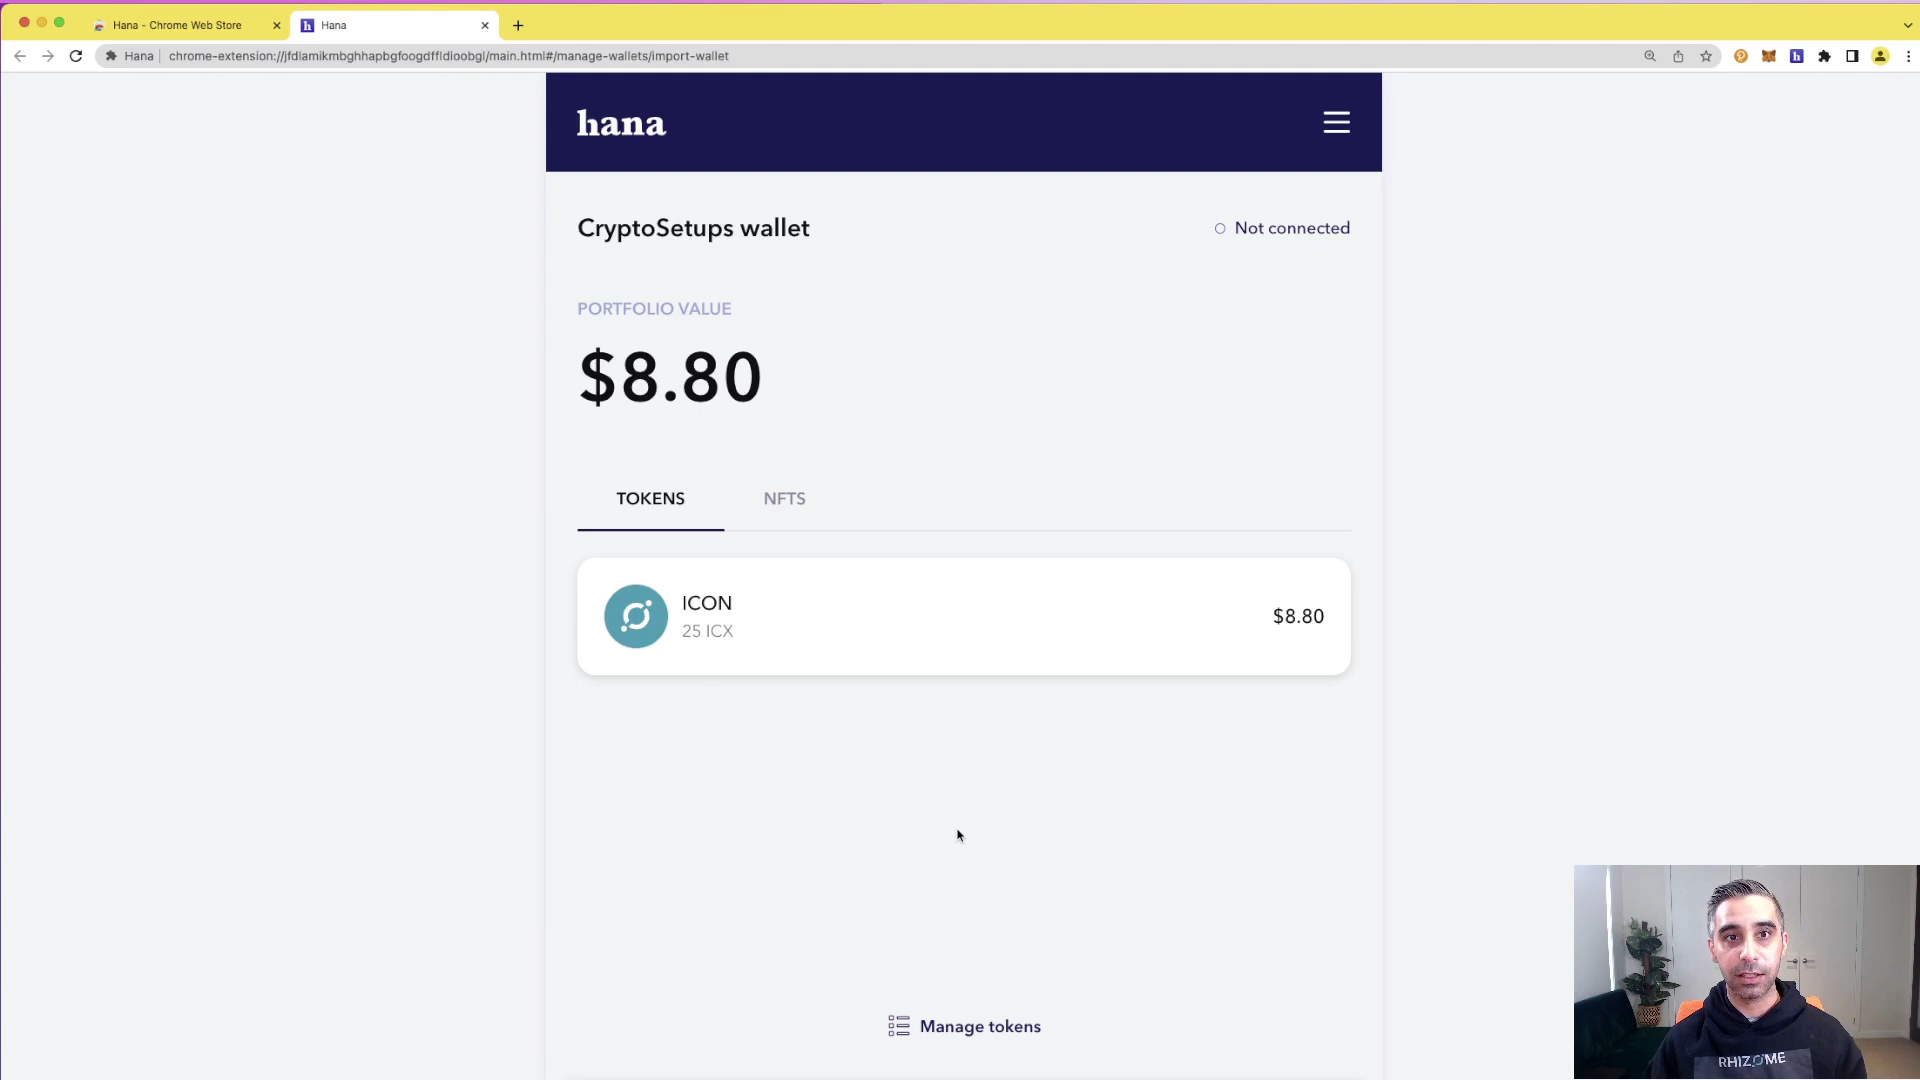 Hana - Chrome Web Store
Hana
Hana
chrome-extension://jfdlamikmbghhapbgfoogdffldioobgl/main.html#/manage-wallets/import-wallet
hana
CryptoSetups wallet
Not connected
PORTFOLIO VALUE
$8.80
TOKENS
NFTS
ICON
25 ICX
$8.80
Manage tokens
RHIZOME